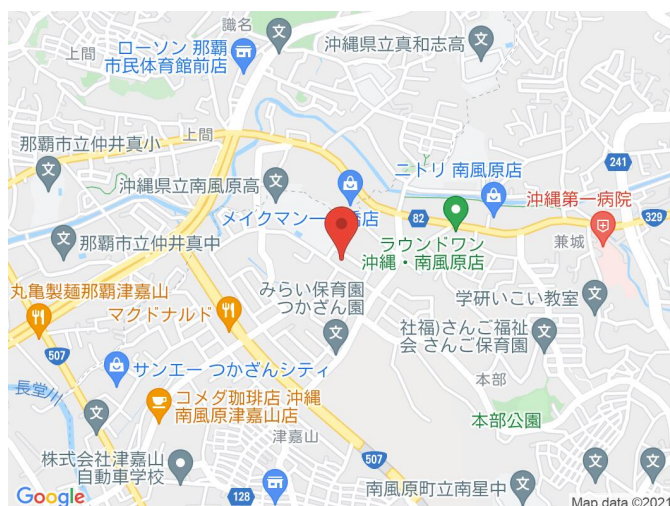 識名
上間
ローソン 那覇
市民体育館前店
沖縄県立真和志高
上間
那覇市立仲井真小
241
ニトリ 南風原店
沖縄県立南風原高
沖縄第一病院
82
329
那覇市立仲井真中
ラウンドワン
沖縄・南風原店
兼城
丸亀製麺那覇津嘉山
みらい保育園
つかざん園
学研いこい教室
マクドナルド
社福)さんご福祉
会 さんご保育園
507
サンエー つかざんシティ
本部
長堂川
コメダ珈琲店 沖縄
南風原津嘉山店
本部公園
津嘉山
株式会社津嘉山
自動車学校
507
128
南風原町立南星中
Google
Map data ©2021